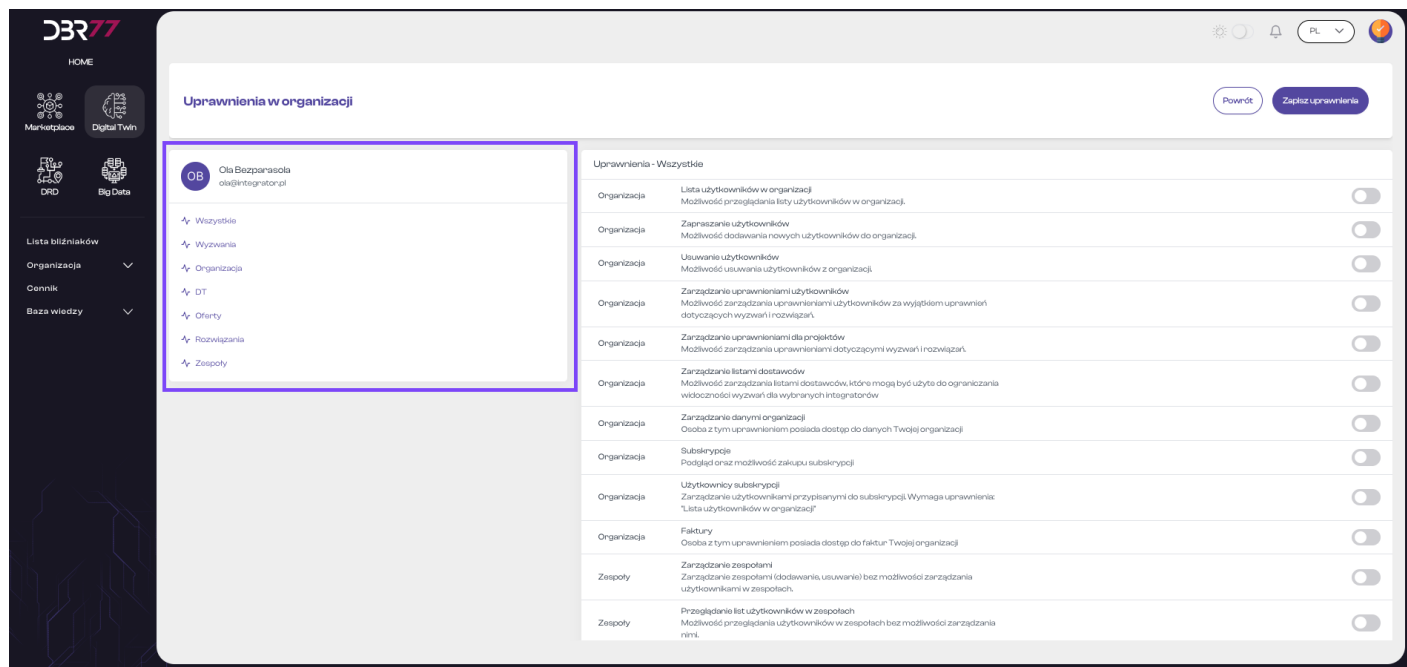 DBR77
HOME
Marketplace
Digital Twin
DRD
Big Data
Lista bliźniaków
Organizacja
Cennik
Baza wiedzy
PL
Uprawnienia w organizacji
Powrót
Zapisz uprawnienia
OB
Ola Bezparasola
ola@integrator.pl
Wszystkie
Wyzwania
Organizacja
DT
Oferty
Rozwiązania
Zespoły
Uprawnienia - Wszystkie
Organizacja
Lista użytkowników w organizacji
Możliwość przeglądania listy użytkowników w organizacji.
Organizacja
Zapraszanie użytkowników
Możliwość dodawania nowych użytkowników do organizacji.
Organizacja
Usuwanie użytkowników
Możliwość usuwania użytkowników z organizacji.
Organizacja
Zarządzanie uprawnieniami użytkowników
Możliwość zarządzania uprawnieniami użytkowników za wyjątkiem uprawnień
dotyczących wyzwań i rozwiązań.
Organizacja
Zarządzanie uprawnieniami dla projektów
Możliwość zarządzania uprawnieniami dotyczącymi wyzwań i rozwiązań.
Organizacja
Zarządzanie listami dostawców
Możliwość zarządzania listami dostawców, które mogą być użyte do ograniczania
widoczności wyzwań dla wybranych integratorów
Organizacja
Zarządzanie danymi organizacji
Osoba z tym uprawnieniem posiada dostęp do danych Twojej organizacji
Organizacja
Subskrypcje
Podgląd oraz możliwość zakupu subskrypcji
Organizacja
Użytkownicy subskrypcji
Zarządzanie użytkownikami przypisanymi do subskrypcji. Wymaga uprawnienia:
"Lista użytkowników w organizacji"
Organizacja
Faktury
Osoba z tym uprawnieniem posiada dostęp do faktur Twojej organizacji
Zespoły
Zarządzanie zespołami
Zarządzanie zespołami (dodawanie, usuwanie) bez możliwości zarządzania
użytkownikami w zespołach.
Zespoły
Przeglądanie list użytkowników w zespołach
Możliwość przeglądania użytkowników w zespołach bez możliwości zarządzania
nimi.